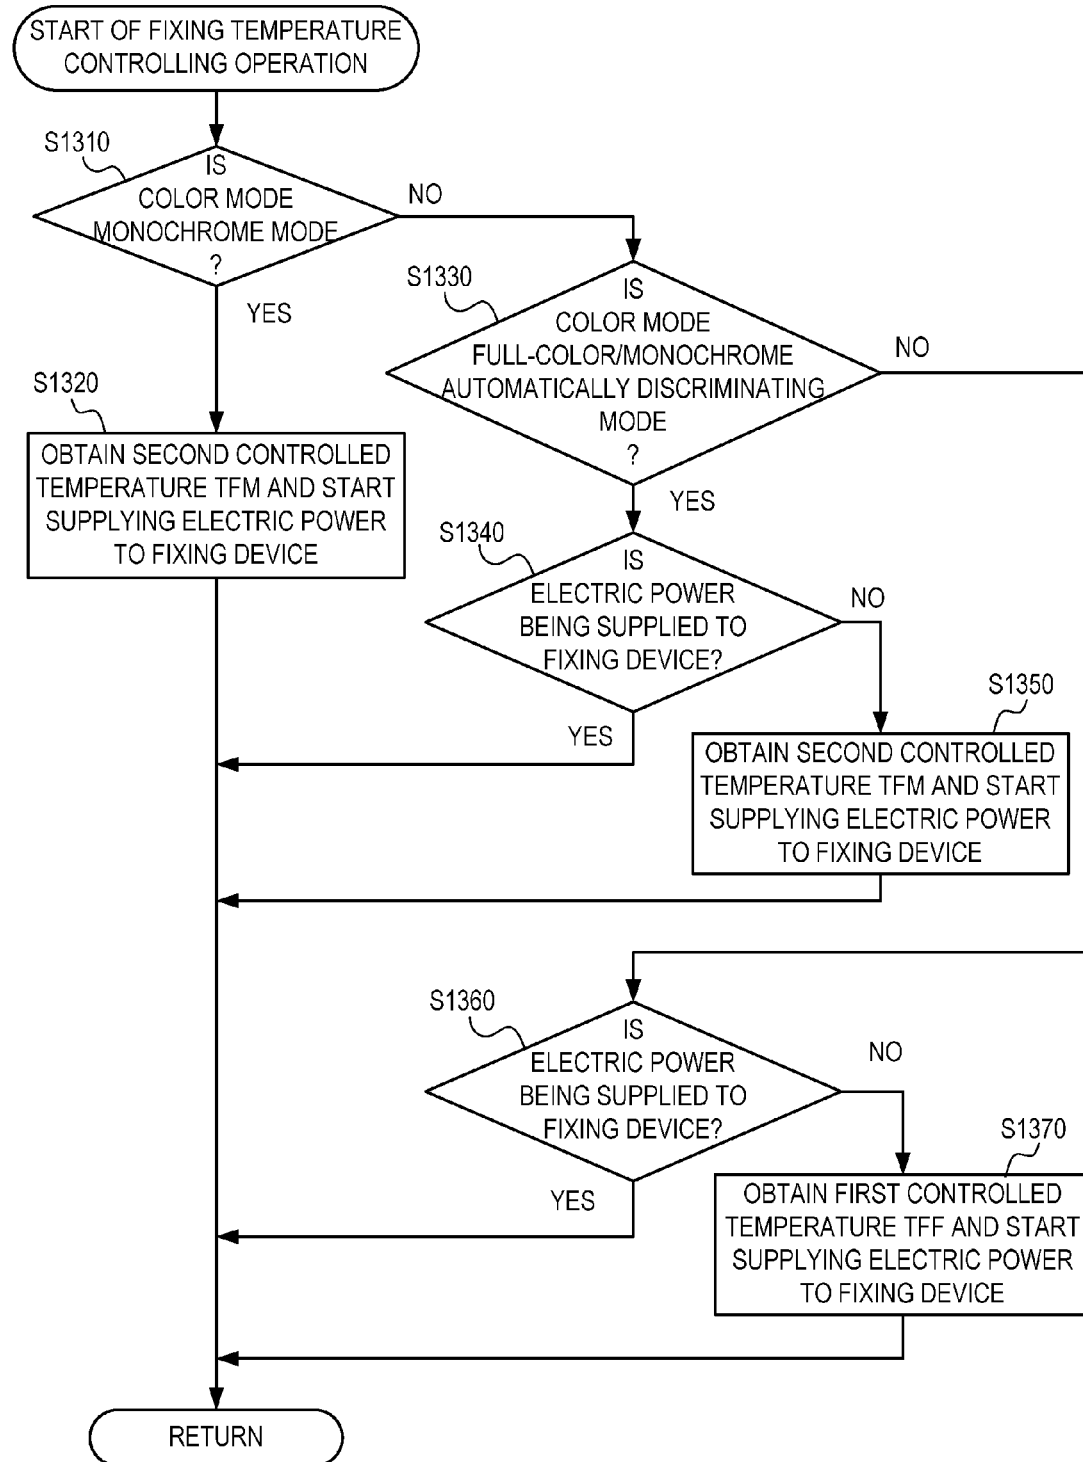 START OF FIXING TEMPERATURE
CONTROLLING OPERATION
S1310
IS
COLOR MODE
MONOCHROME MODE
?
NO
YES
S1320
OBTAIN SECOND CONTROLLED
TEMPERATURE TFM AND START
SUPPLYING ELECTRIC POWER
TO FIXING DEVICE
S1330
IS
COLOR MODE
FULL-COLOR/MONOCHROME
AUTOMATICALLY DISCRIMINATING
MODE
?
NO
YES
S1340
IS
ELECTRIC POWER
BEING SUPPLIED TO
FIXING DEVICE?
NO
YES
S1350
OBTAIN SECOND CONTROLLED
TEMPERATURE TFM AND START
SUPPLYING ELECTRIC POWER
TO FIXING DEVICE
S1360
IS
ELECTRIC POWER
BEING SUPPLIED TO
FIXING DEVICE?
NO
YES
S1370
OBTAIN FIRST CONTROLLED
TEMPERATURE TFF AND START
SUPPLYING ELECTRIC POWER
TO FIXING DEVICE
RETURN